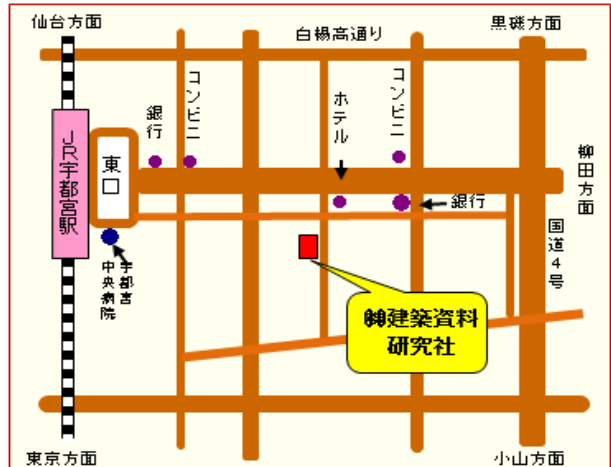 仙台方面
白楊高通り
黒磯方面
コンビニ
コンビニ
銀行
ホテル
JR宇都宮駅
東口
柳田方面
銀行
国道4号
宇都宮
中央病院
㈱建築資料
研究社
東京方面
小山方面